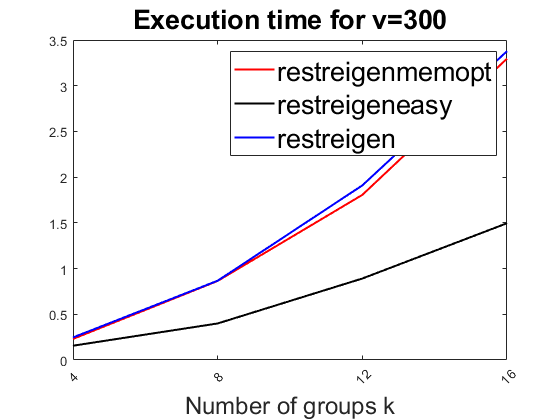 Execution time for v=300
3.5
3
2.5
2
1.5
1
0.5
0
restreigenmemopt
restreigeneasy
restreigen
4
8
12
16
Number of groups k